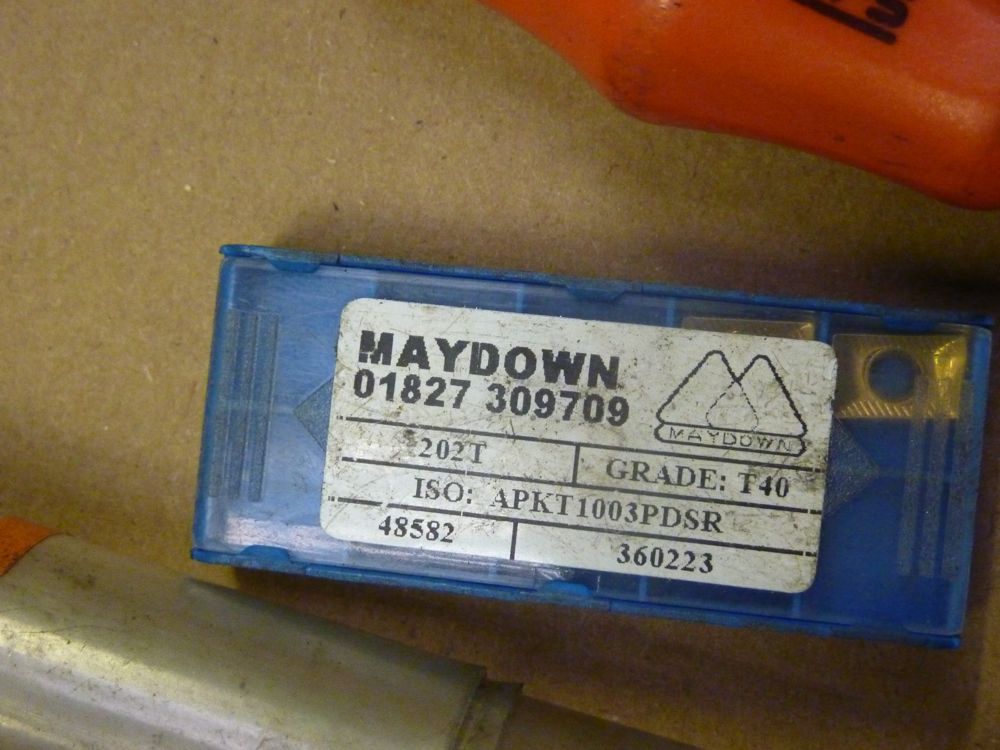 MAYDOWN
01827 309709
MAYDOWN
202T
GRADE: T40
ISO: APKT1003PDSR
48582
360223